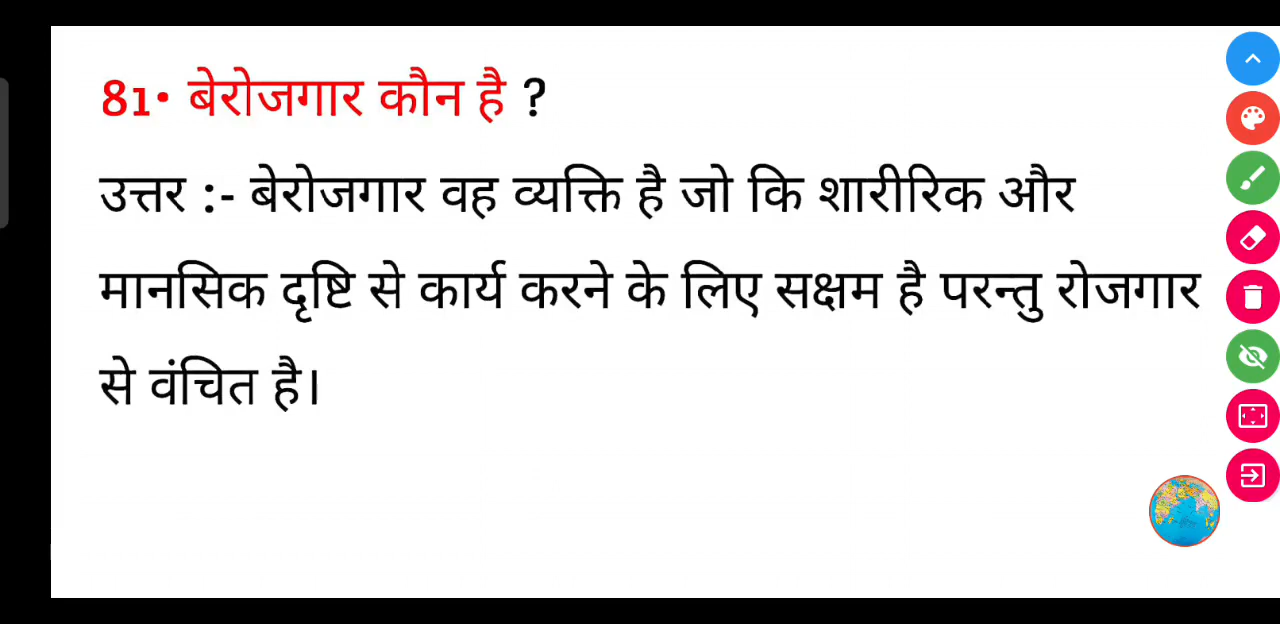 81• बेरोजगार कौन है ?
उत्तर :- बेरोजगार वह व्यक्ति है जो कि शारीरिक और
मानसिक दृष्टि से कार्य करने के लिए सक्षम है परन्तु रोजगार
से वंचित है।